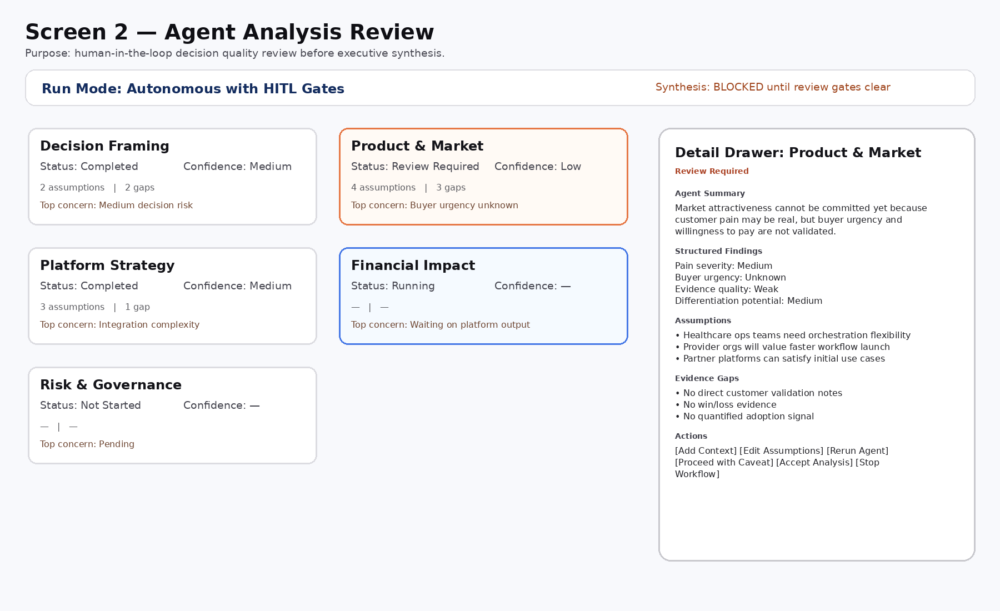 Screen 2 — Agent Analysis Review
Purpose: human-in-the-loop decision quality review before executive synthesis.
Run Mode: Autonomous with HITL Gates
Synthesis: BLOCKED until review gates clear
Decision Framing
Status: Completed Confidence: Medium
2 assumptions | 2 gaps
Top concern: Medium decision risk
Product & Market
Status: Review Required Confidence: Low
4 assumptions | 3 gaps
Top concern: Buyer urgency unknown
Platform Strategy
Status: Completed Confidence: Medium
3 assumptions | 1 gap
Top concern: Integration complexity
Financial Impact
Status: Running Confidence: —
— | —
Top concern: Waiting on platform output
Risk & Governance
Status: Not Started Confidence: —
— | —
Top concern: Pending
Detail Drawer: Product & Market
Review Required
Agent Summary
Market attractiveness cannot be committed yet because
customer pain may be real, but buyer urgency and
willingness to pay are not validated.
Structured Findings
Pain severity: Medium
Buyer urgency: Unknown
Evidence quality: Weak
Differentiation potential: Medium
Assumptions
• Healthcare ops teams need orchestration flexibility
• Provider orgs will value faster workflow launch
• Partner platforms can satisfy initial use cases
Evidence Gaps
• No direct customer validation notes
• No win/loss evidence
• No quantified adoption signal
Actions
[Add Context] [Edit Assumptions] [Rerun Agent]
[Proceed with Caveat] [Accept Analysis] [Stop
Workflow]